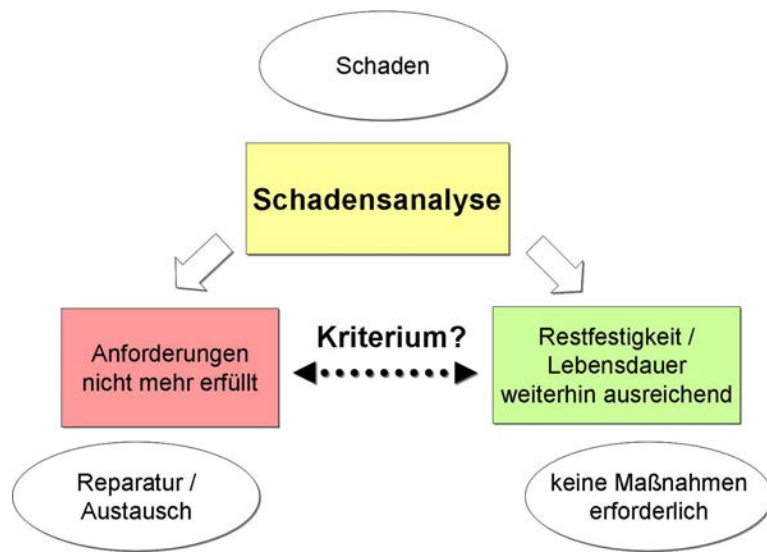 Schaden
Schadensanalyse
Anforderungen
nicht mehr erfüllt
Kriterium?
Restfestigkeit /
Lebensdauer
weiterhin ausreichend
Reparatur /
Austausch
keine Maßnahmen
erforderlich